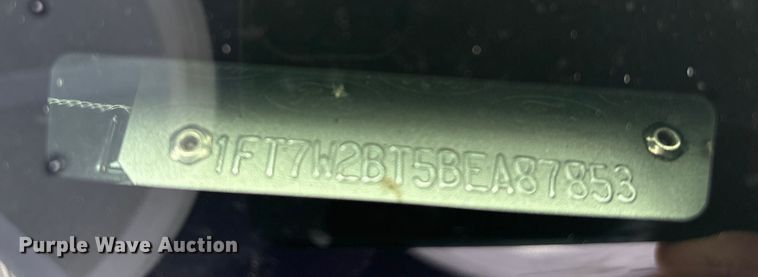 1FT7W2BT5BEA87853
Purple Wave Auction